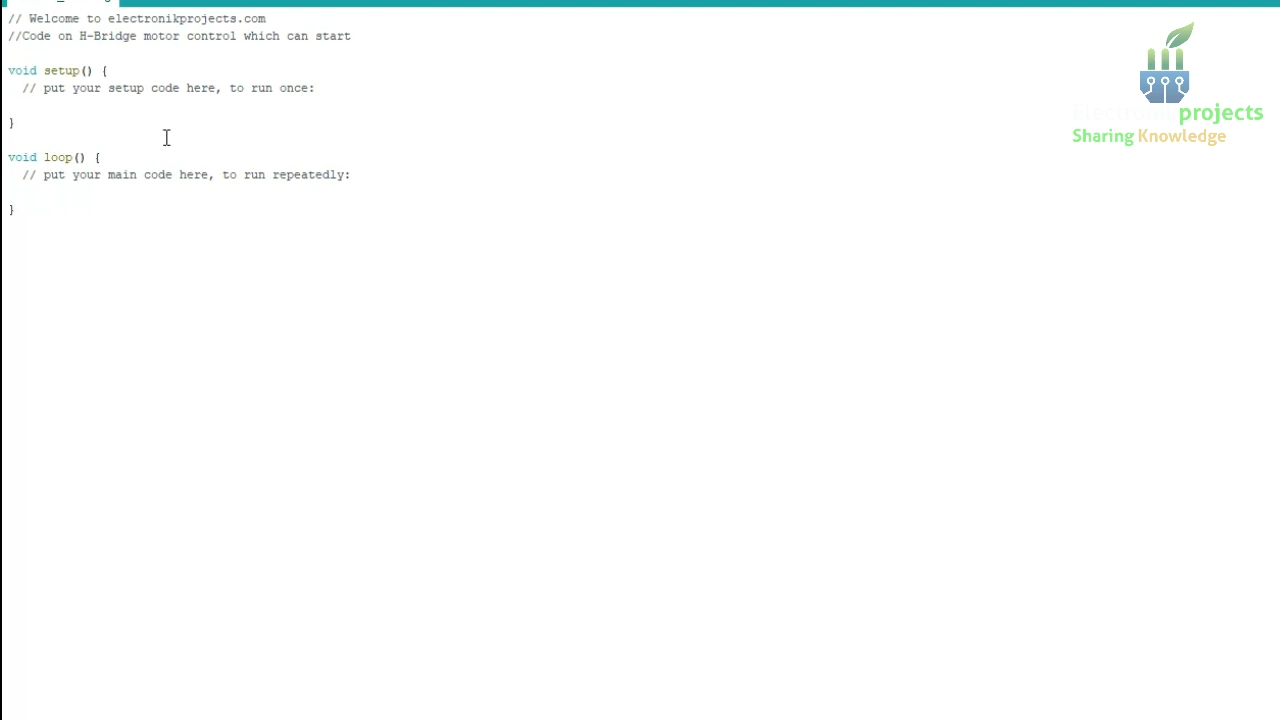 // Welcome to electronikprojects.com
//Code on H-Bridge motor control which can start
void setup() {
  // put your setup code here, to run once:
}
void loop() {
  // put your main code here, to run repeatedly:
}
Electronikprojects
Sharing Knowledge